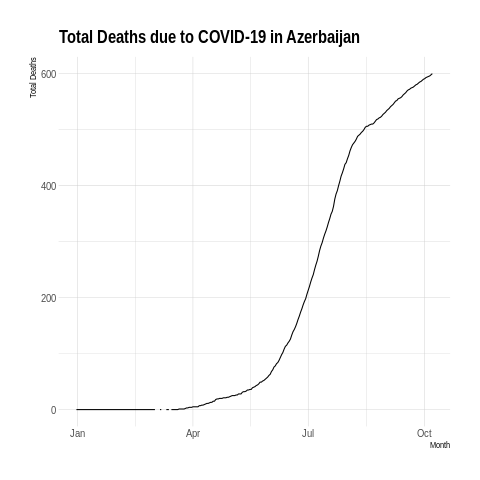 Total Deaths due to COVID-19 in Azerbaijan
Total Deaths
600
400
200
0
Jan Apr Jul Oct
Month